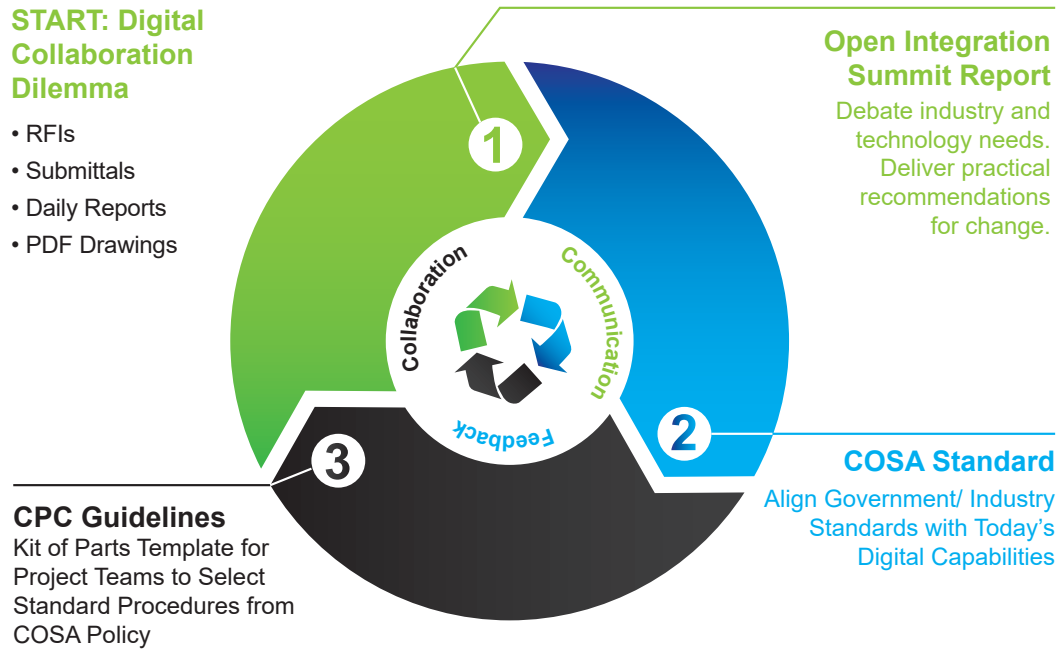 START: Digital
Collaboration
Dilemma
• RFIs
• Submittals
• Daily Reports
• PDF Drawings
1
Open Integration
Summit Report
Debate industry and
technology needs.
Deliver practical
recommendations
for change.
Collaboration
Communication
Feedback
2
COSA Standard
Align Government/ Industry
Standards with Today’s
Digital Capabilities
3
CPC Guidelines
Kit of Parts Template for
Project Teams to Select
Standard Procedures from
COSA Policy